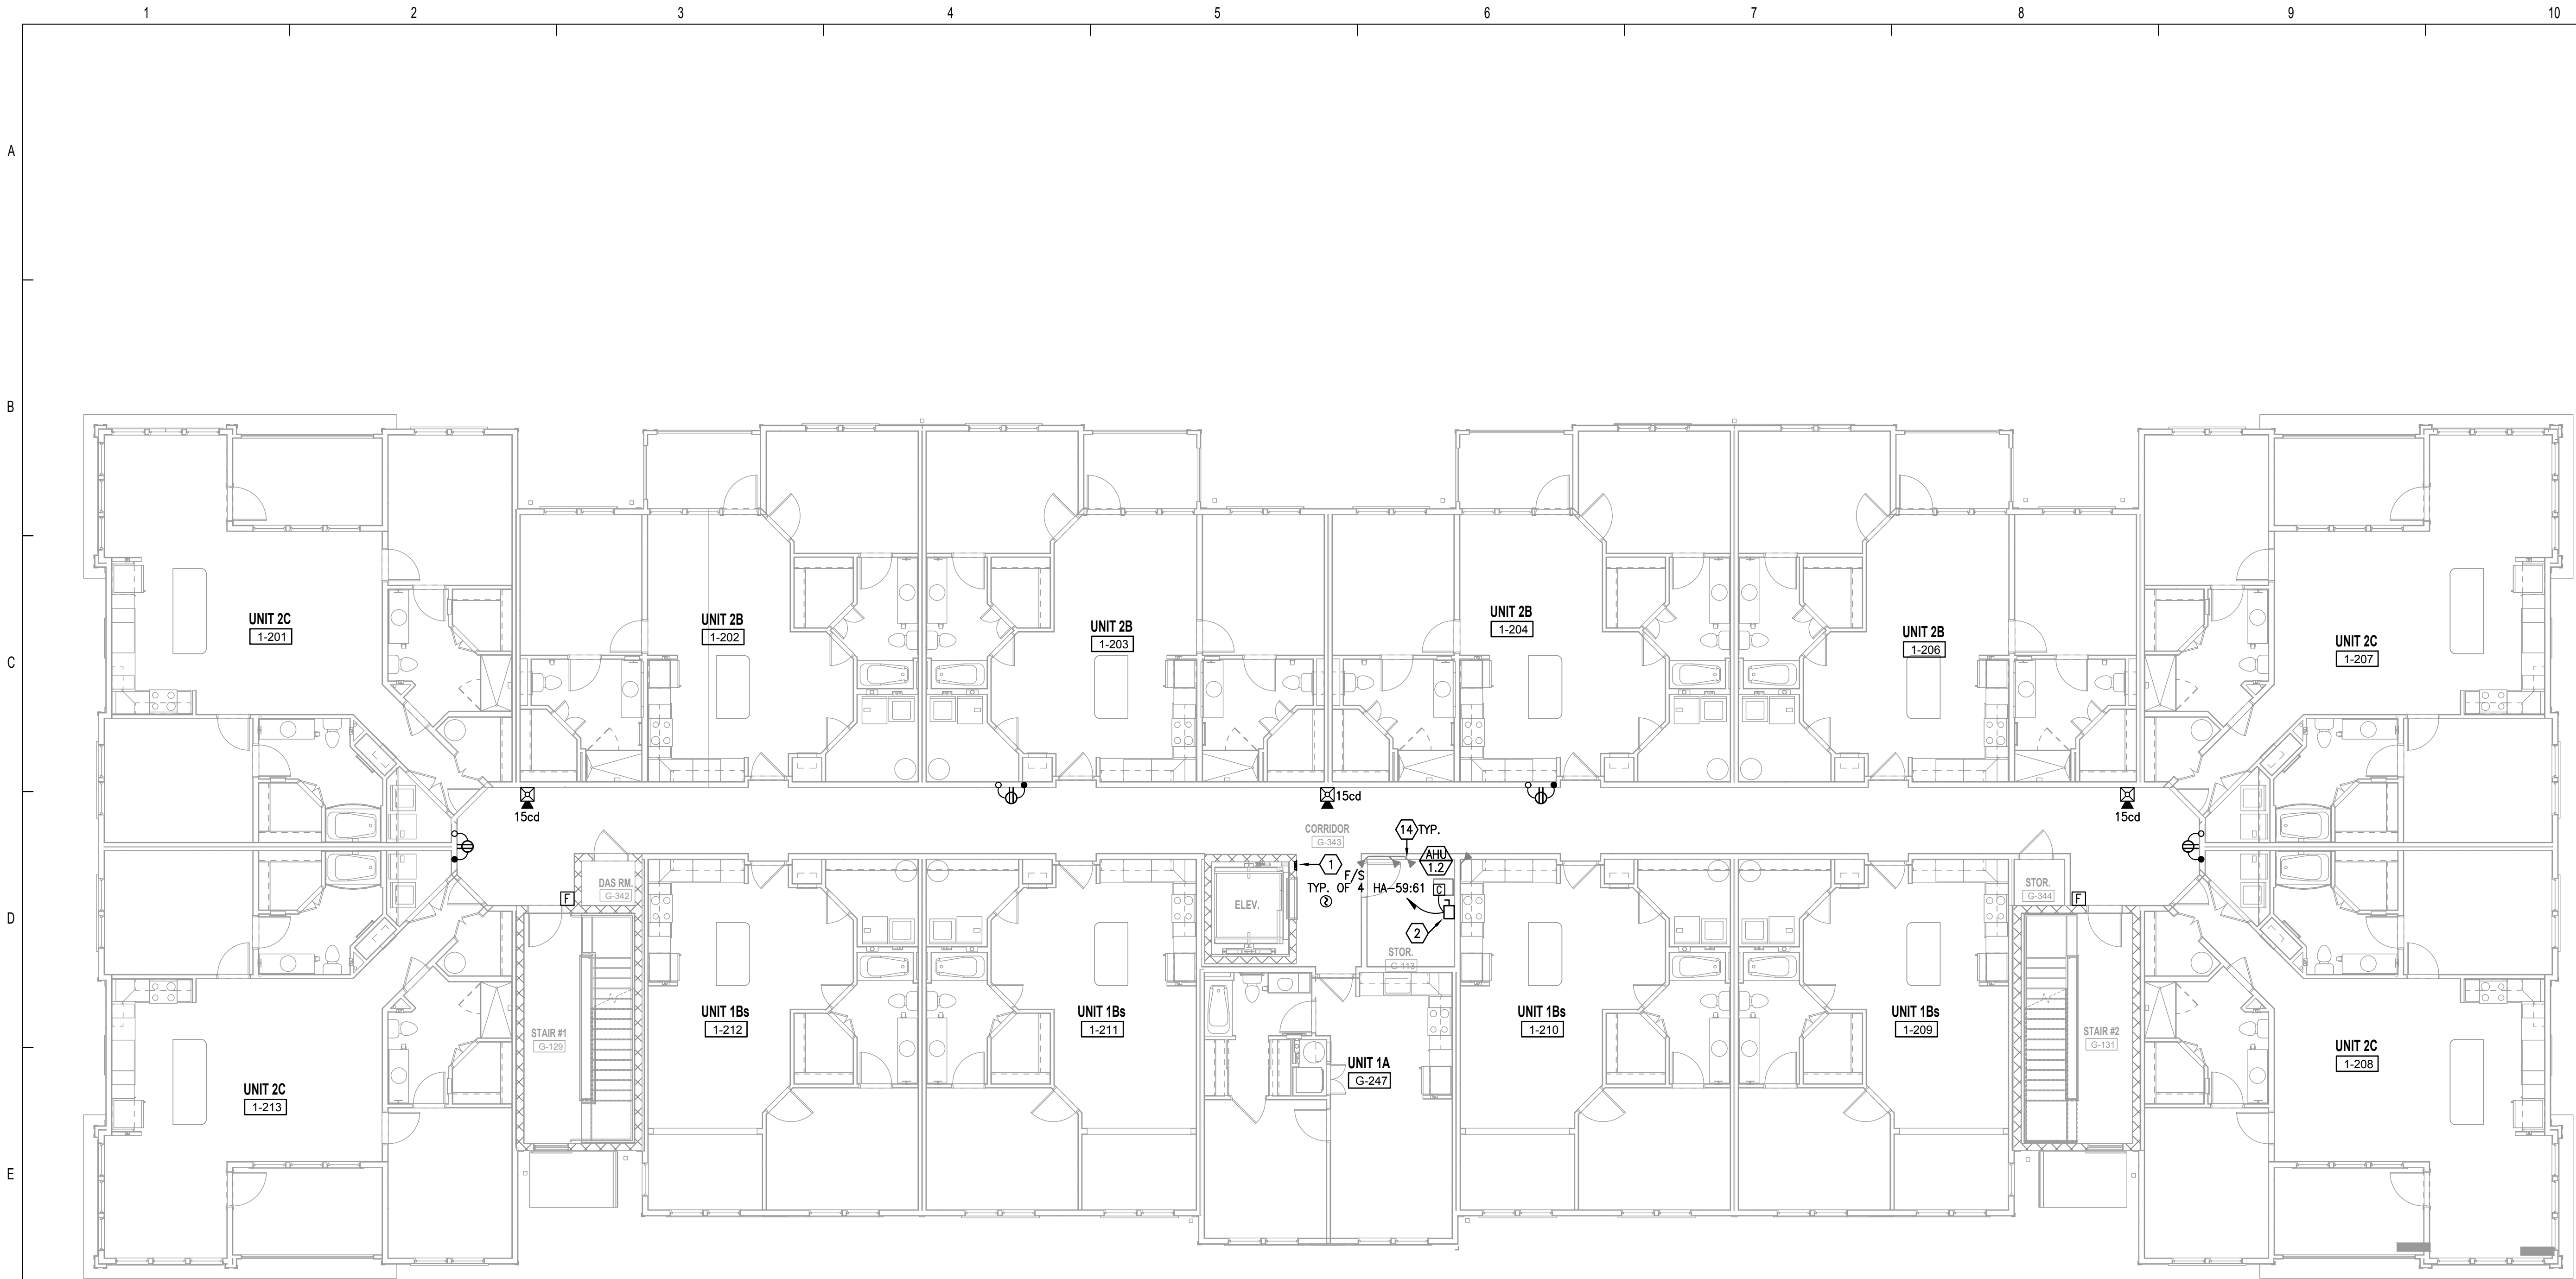 1 2 3 4 5 6 7 8 9 10
A
B
UNIT 2C
1-201
UNIT 2B
1-202
UNIT 2B
1-203
UNIT 2B
1-204
UNIT 2B
1-206
UNIT 2C
1-207
C
15cd
15cd
15cd
CORRIDOR
G-343
14 TYP.
AHU
1.2
1
F/S
TYP. OF 4
HA-59:61
C
2
DAS RM.
G-342
F
ELEV.
STOR.
G-113
STOR.
G-344
F
D
STAIR #1
G-129
UNIT 1Bs
1-212
UNIT 1Bs
1-211
UNIT 1A
G-247
UNIT 1Bs
1-210
UNIT 1Bs
1-209
STAIR #2
G-131
UNIT 2C
1-213
UNIT 2C
1-208
E